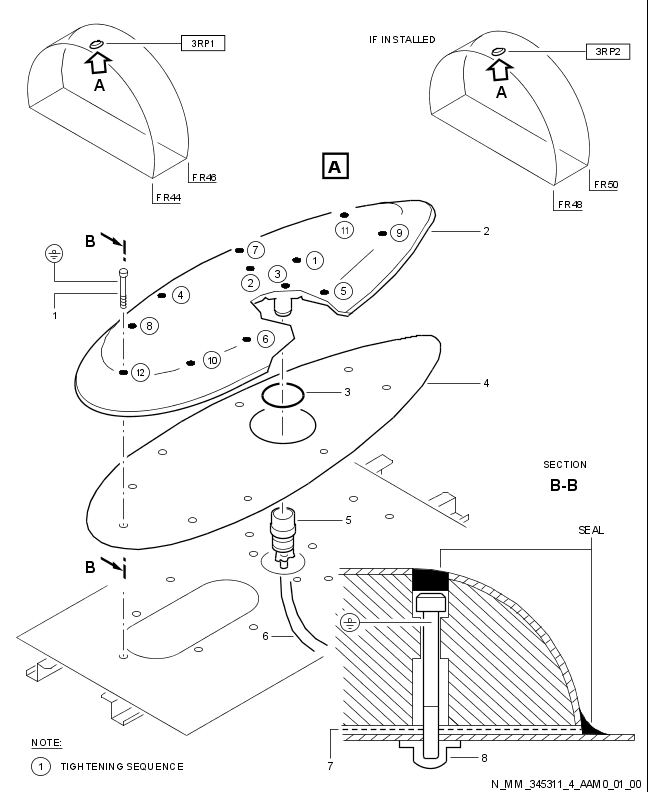 3RP1
IF INSTALLED
3RP2
A
A
FR46
FR44
FR50
FR48
A
B
11
9
2
7
1
3
2
5
4
1
8
6
10
12
3
4
SECTION
B-B
SEAL
5
B
6
7
8
NOTE:
1 TIGHTENING SEQUENCE
N_MM_345311_4_AAM0_01_00